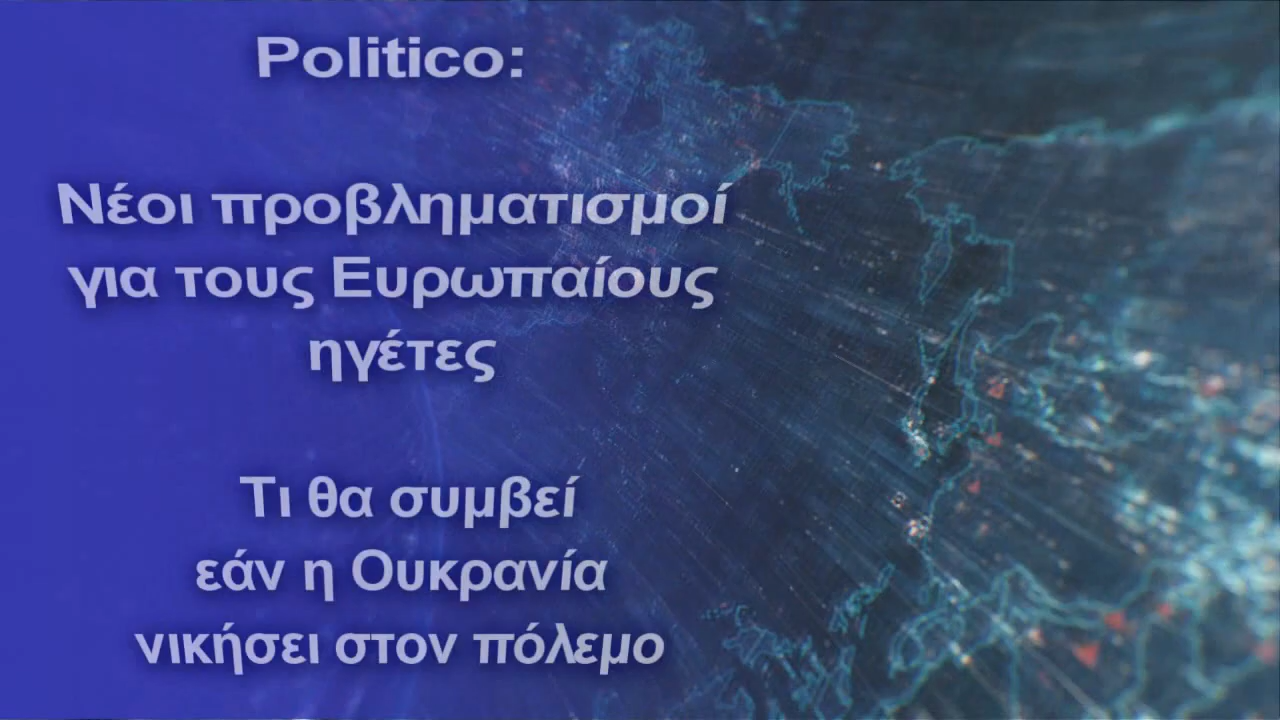 Politico:
Νέοι προβληματισμοί
για τους Ευρωπαίους
ηγέτες
Τι θα συμβεί
εάν η Ουκρανία
νικήσει στον πόλεμο